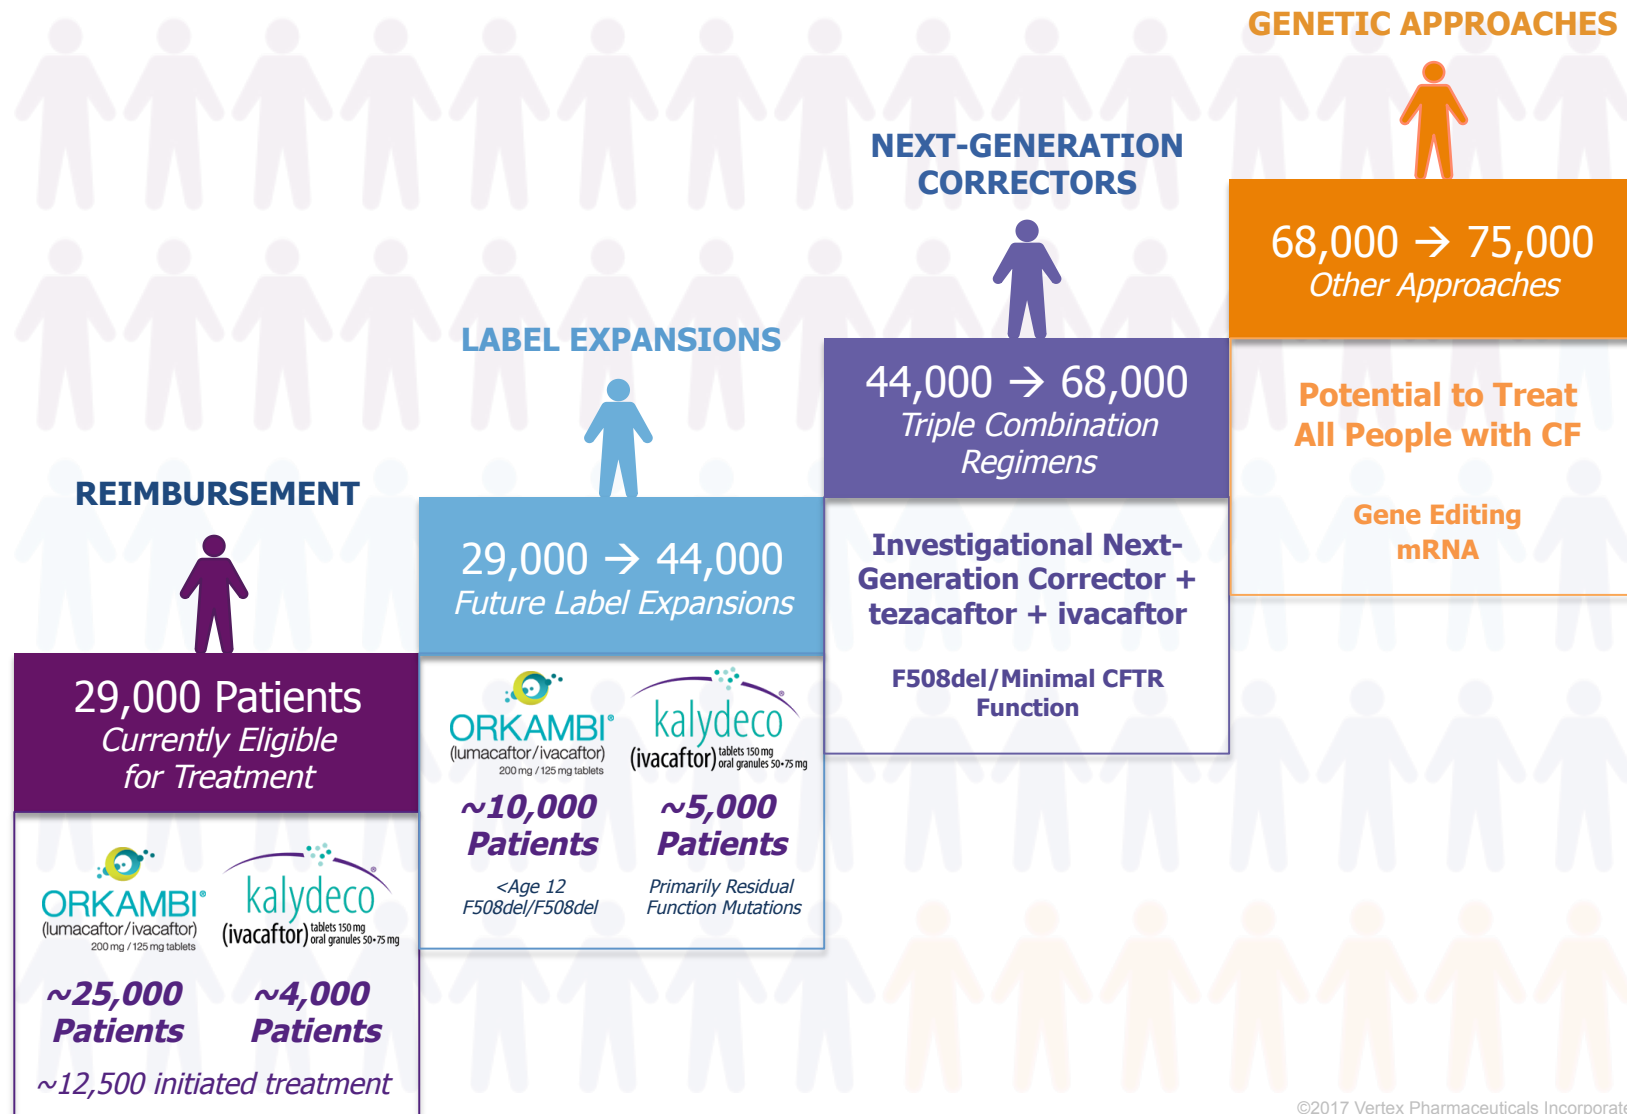 GENETIC APPROACHES
NEXT-GENERATION
CORRECTORS
68,000 → 75,000
Other Approaches
LABEL EXPANSIONS
44,000 → 68,000
Triple Combination
Regimens
Potential to Treat
All People with CF
Gene Editing
mRNA
REIMBURSEMENT
29,000 → 44,000
Future Label Expansions
Investigational Next-
Generation Corrector +
tezacaftor + ivacaftor
F508del/Minimal CFTR
Function
29,000 Patients
Currently Eligible
for Treatment
ORKAMBI®
(lumacaftor/ivacaftor)
200 mg / 125 mg tablets
~10,000
Patients
<Age 12
F508del/F508del
kalydeco®
(ivacaftor) tablets 150 mg
oral granules 50•75 mg
~5,000
Patients
Primarily Residual
Function Mutations
ORKAMBI®
(lumacaftor/ivacaftor)
200 mg / 125 mg tablets
~25,000
Patients
kalydeco®
(ivacaftor) tablets 150 mg
oral granules 50•75 mg
~4,000
Patients
~12,500 initiated treatment
©2017 Vertex Pharmaceuticals Incorporate